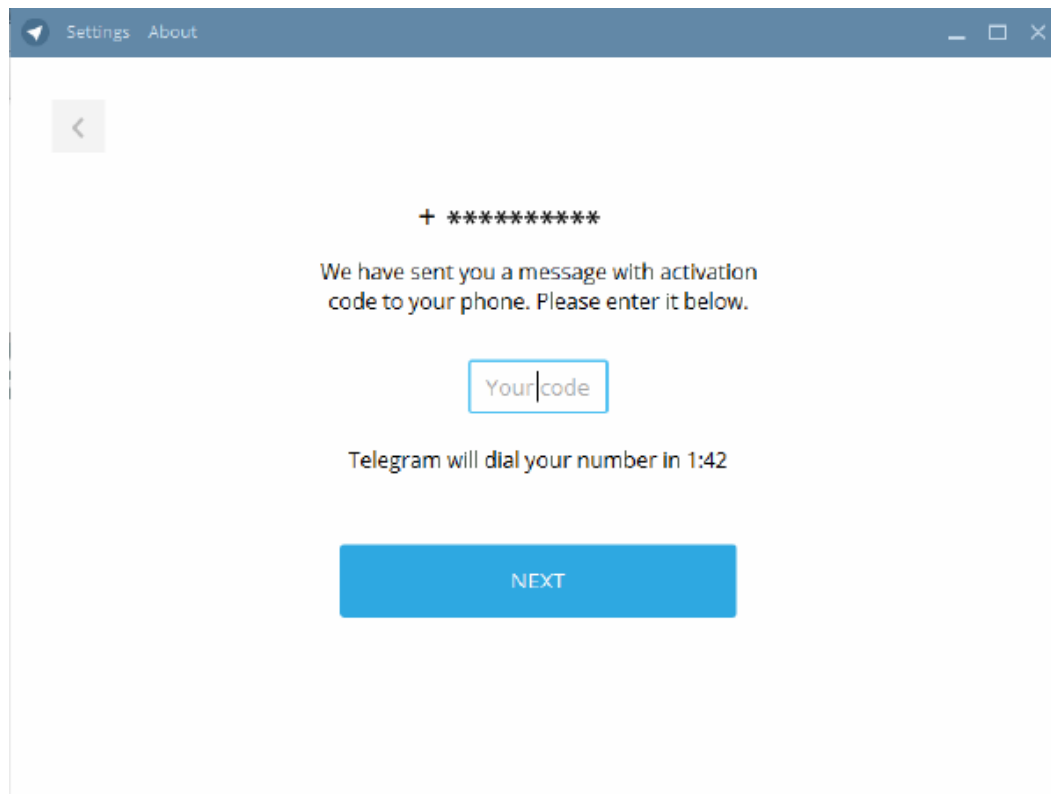 Settings About
+ **********
We have sent you a message with activation
code to your phone. Please enter it below.
Your code
Telegram will dial your number in 1:42
NEXT